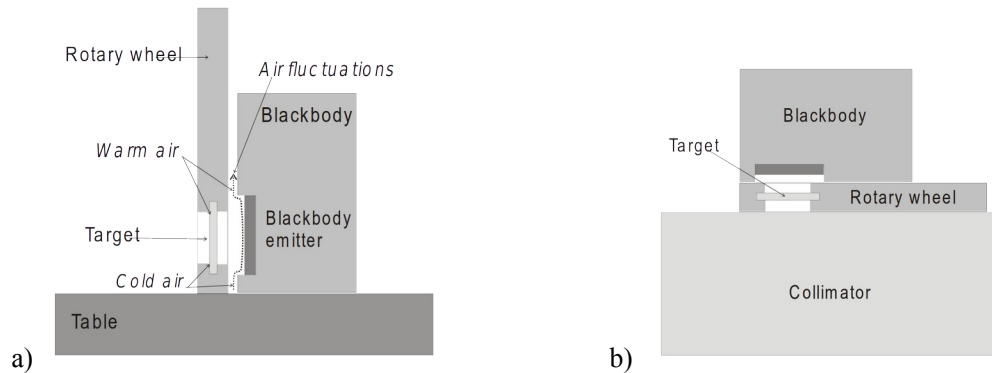 Rotary wheel
Air fluctuations
Blackbody
Warm air
Target
Blackbody
emitter
Cold air
Table
a)
Blackbody
Target
Rotary wheel
Collimator
b)